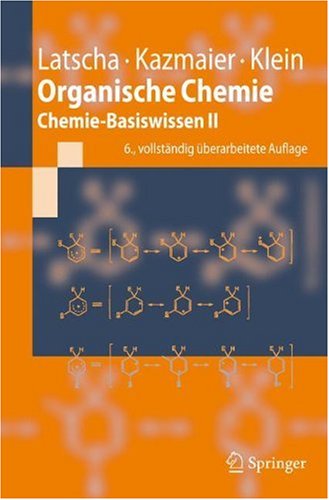 Latscha · Kazmaier · Klein
Organische Chemie
Chemie-Basiswissen II
6., vollständig überarbeitete Auflage
Springer